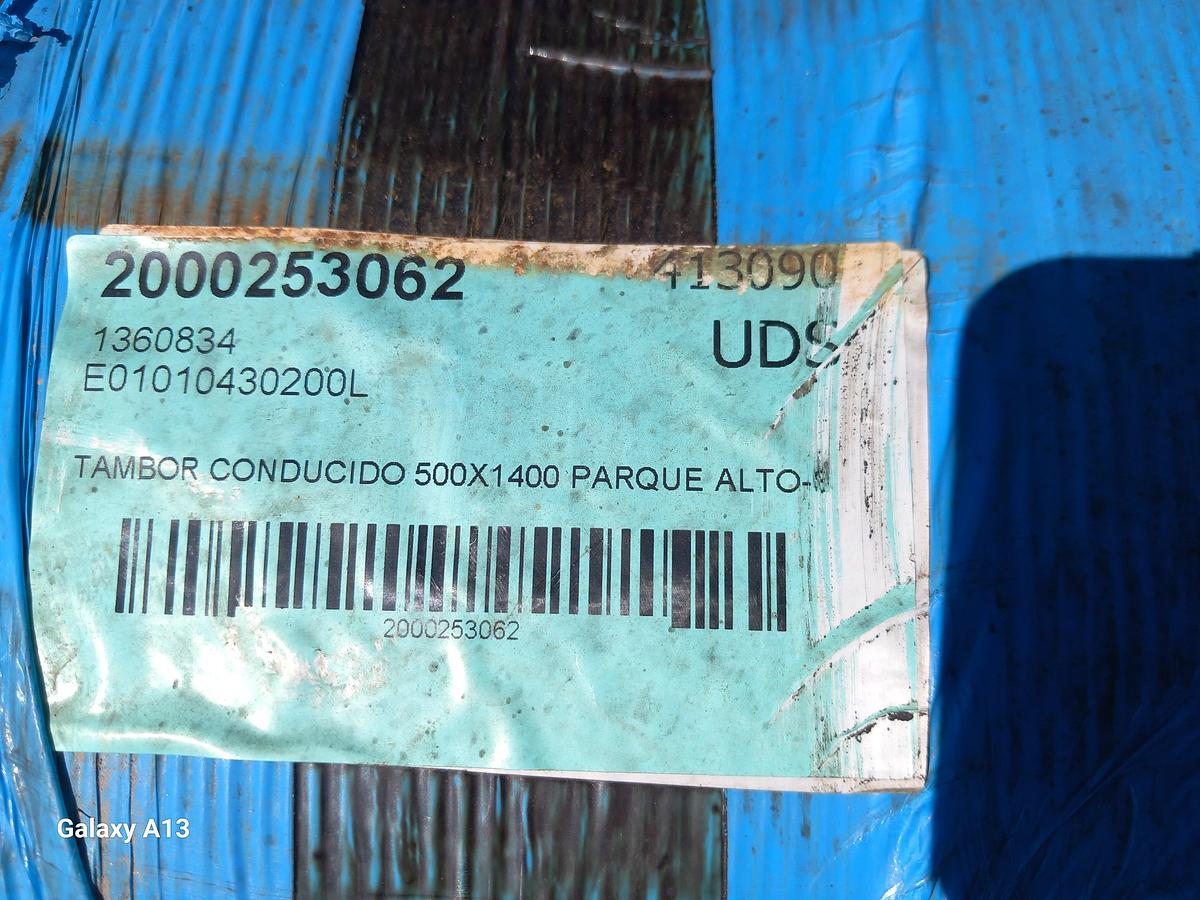 2000253062 413090
1360834 UDS
E01010430200L
TAMBOR CONDUCIDO 500X1400 PARQUE ALTO-
2000253062
Galaxy A13